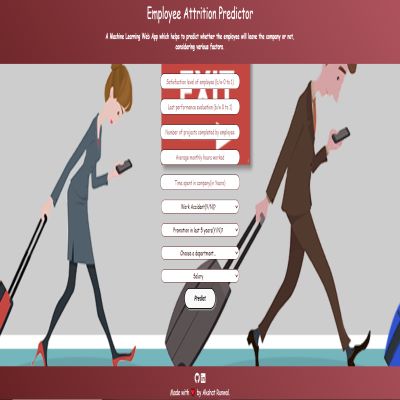 Employee Attrition Predictor
A Machine Learning Web App which helps to predict whether the employee will leave the company or not,
considering various factors.
EXIT
Satisfaction level of employee (b/w 0 to 1)
Last performance evaluation (b/w 0 to 1)
Number of projects completed by employee
Average monthly hours worked
Time spent in company(in Years)
Work Accident(Y/N)?
Promotion in last 5 years(Y/N)?
Choose a department...
Salary
Predict
Made with ❤ by Akshat Runwal